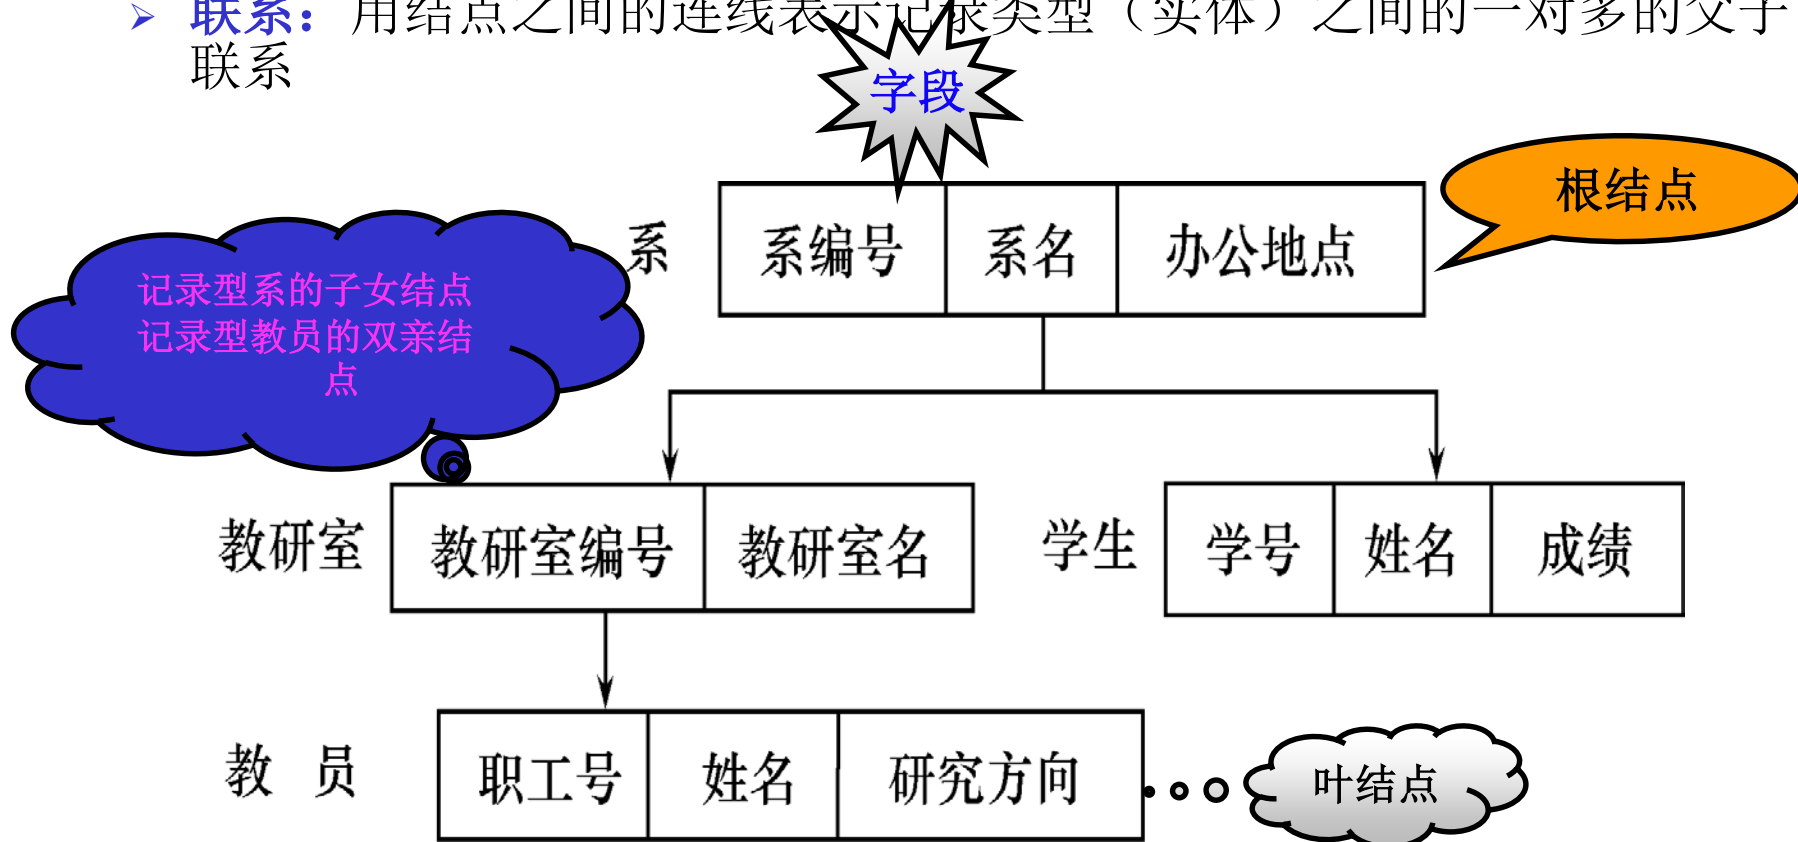 联系：用结点之间的连线表示记录类型（实体）之间的一对多的父子
联系
字段
根结点
系 系编号 系名 办公地点
记录型系的子女结点
记录型教员的双亲结
点
教研室 教研室编号 教研室名 学生 学号 姓名 成绩
教 员 职工号 姓名 研究方向
叶结点